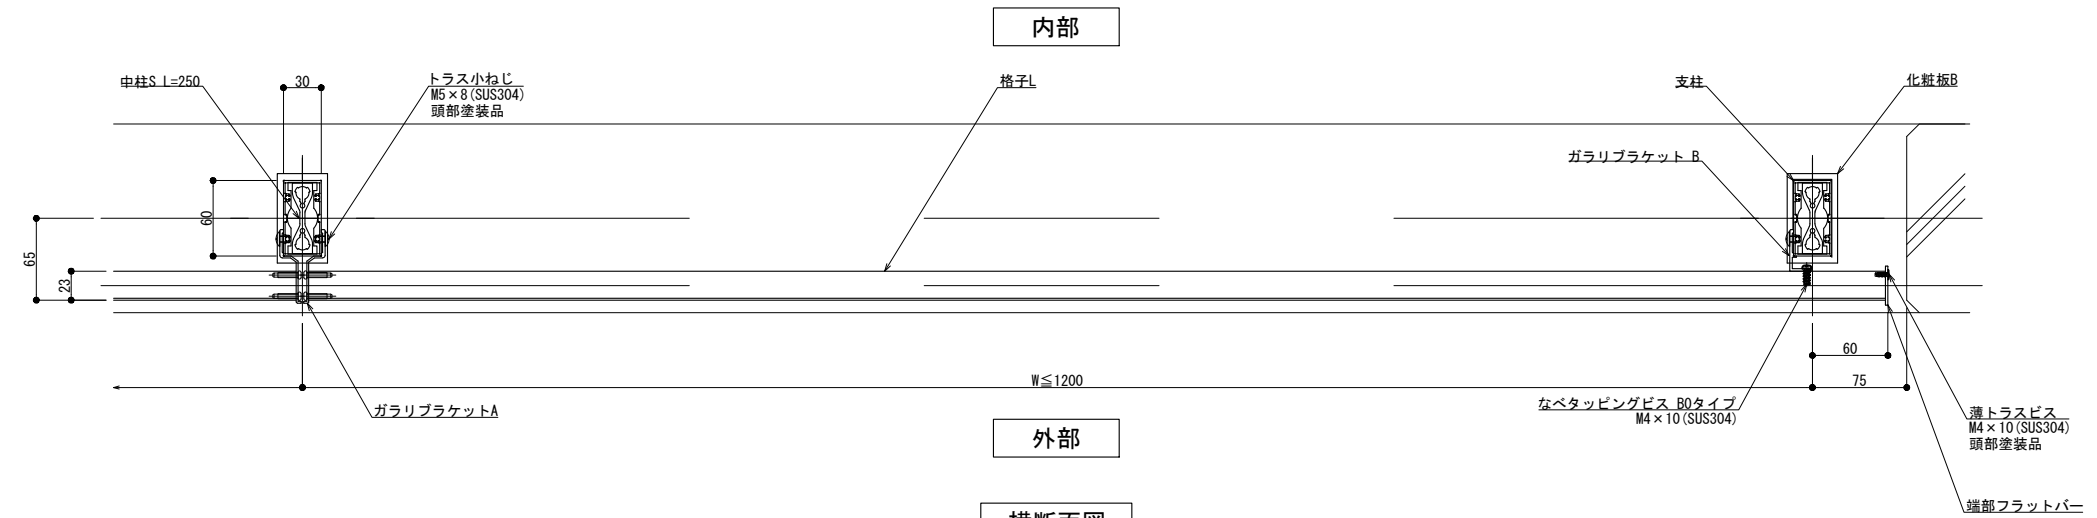 内部
中柱S L=250
30
トラス小ねじ
M5×8(SUS304)
頭部塗装品
格子L
支柱
化粧板B
ガラリブラケット B
60
65
23
60
W≦1200
75
ガラリブラケットA
なベタッピングビス B0タイプ
M4×10(SUS304)
薄トラスビス
M4×10(SUS304)
頭部塗装品
外部
端部フラットバー
横断面図